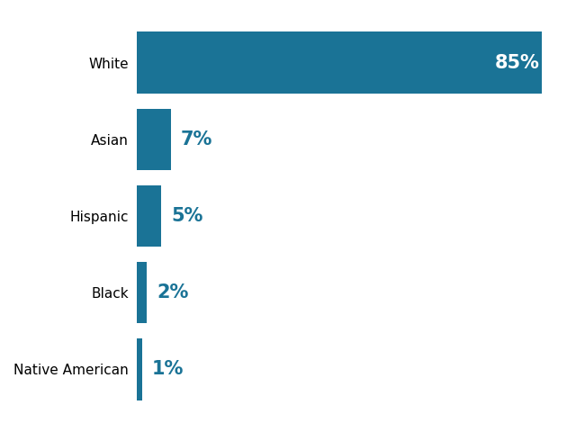 White 85%
Asian 7%
Hispanic 5%
Black 2%
Native American 1%